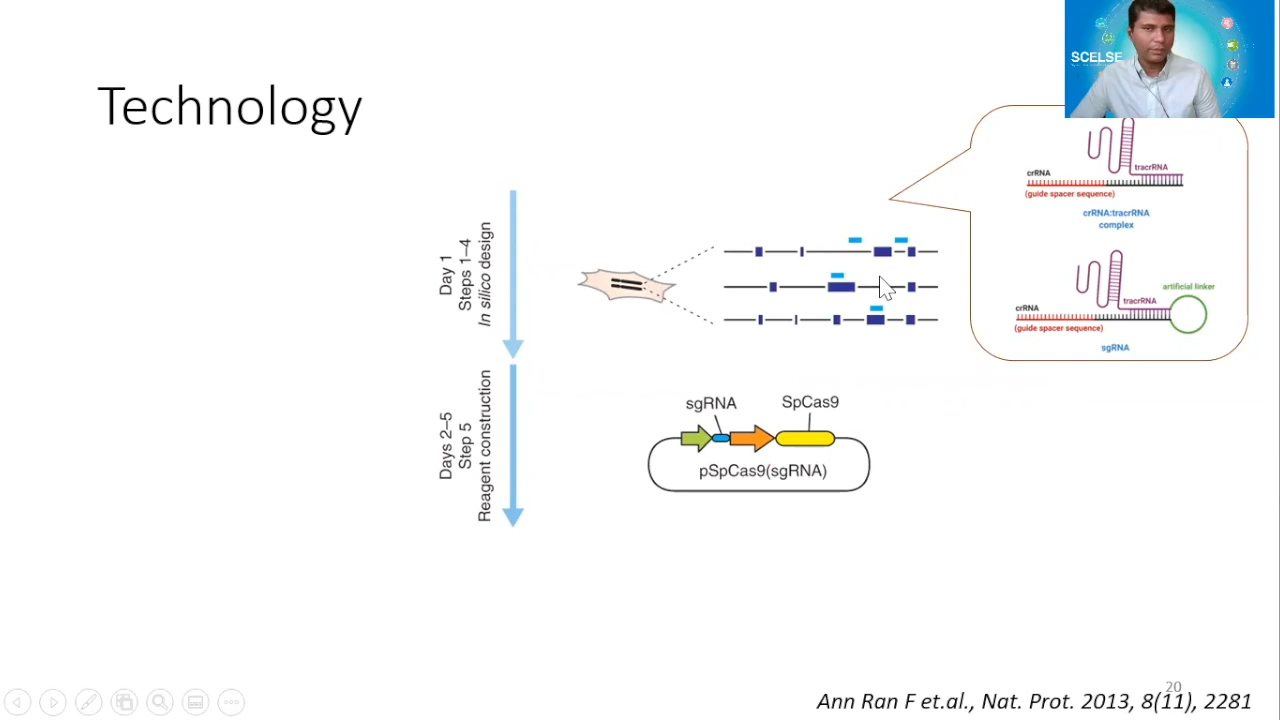 SCELSE
Technology
Day 1
Steps 1–4
In silico design
crRNA
tracrRNA
(guide spacer sequence)
crRNA:tracrRNA
complex
artificial linker
crRNA
tracrRNA
(guide spacer sequence)
sgRNA
Days 2–5
Step 5
Reagent construction
sgRNA
SpCas9
pSpCas9(sgRNA)
20
Ann Ran F et.al., Nat. Prot. 2013, 8(11), 2281